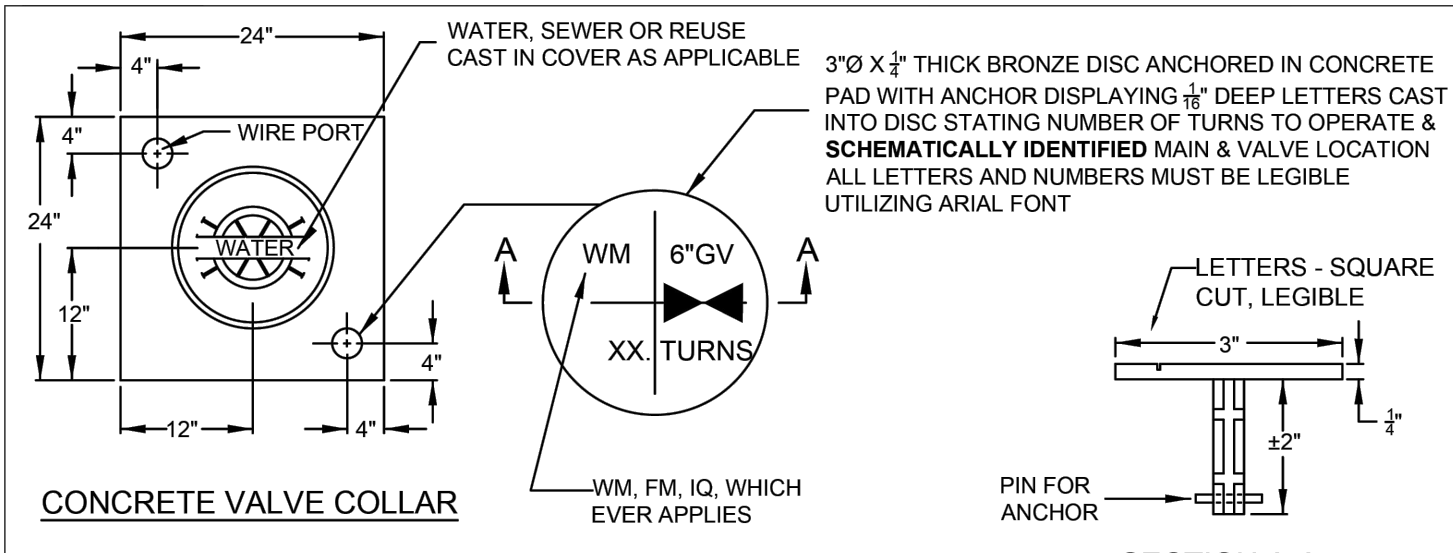 24"
4"
WATER, SEWER OR REUSE
CAST IN COVER AS APPLICABLE
4"
WIRE PORT
24"
WATER
12"
4"
12"
4"
CONCRETE VALVE COLLAR
3"Ø X 1/4" THICK BRONZE DISC ANCHORED IN CONCRETE
PAD WITH ANCHOR DISPLAYING 1/16" DEEP LETTERS CAST
INTO DISC STATING NUMBER OF TURNS TO OPERATE &
SCHEMATICALLY IDENTIFIED MAIN & VALVE LOCATION
ALL LETTERS AND NUMBERS MUST BE LEGIBLE
UTILIZING ARIAL FONT
A
WM 6"GV
A
XX. TURNS
WM, FM, IQ, WHICH
EVER APPLIES
LETTERS - SQUARE
CUT, LEGIBLE
3"
1/4"
±2"
PIN FOR
ANCHOR